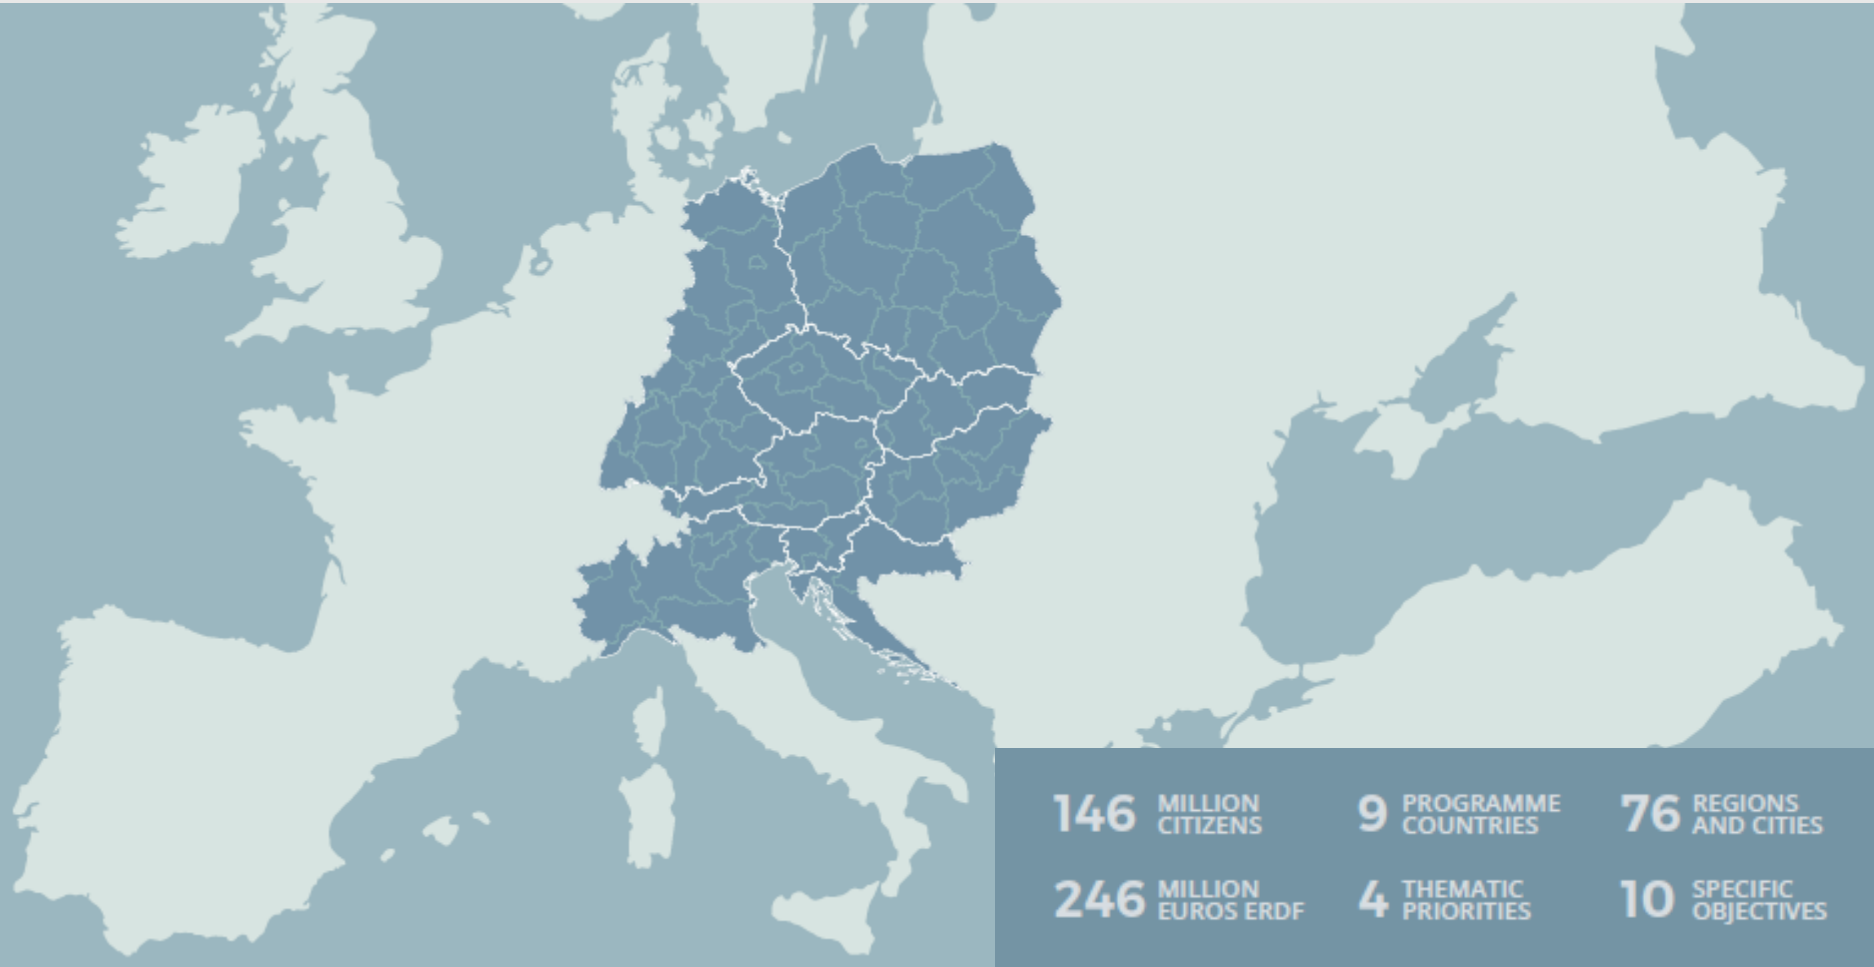 146 MILLION
CITIZENS
9 PROGRAMME
COUNTRIES
76 REGIONS
AND CITIES
246 MILLION
EUROS ERDF
4 THEMATIC
PRIORITIES
10 SPECIFIC
OBJECTIVES